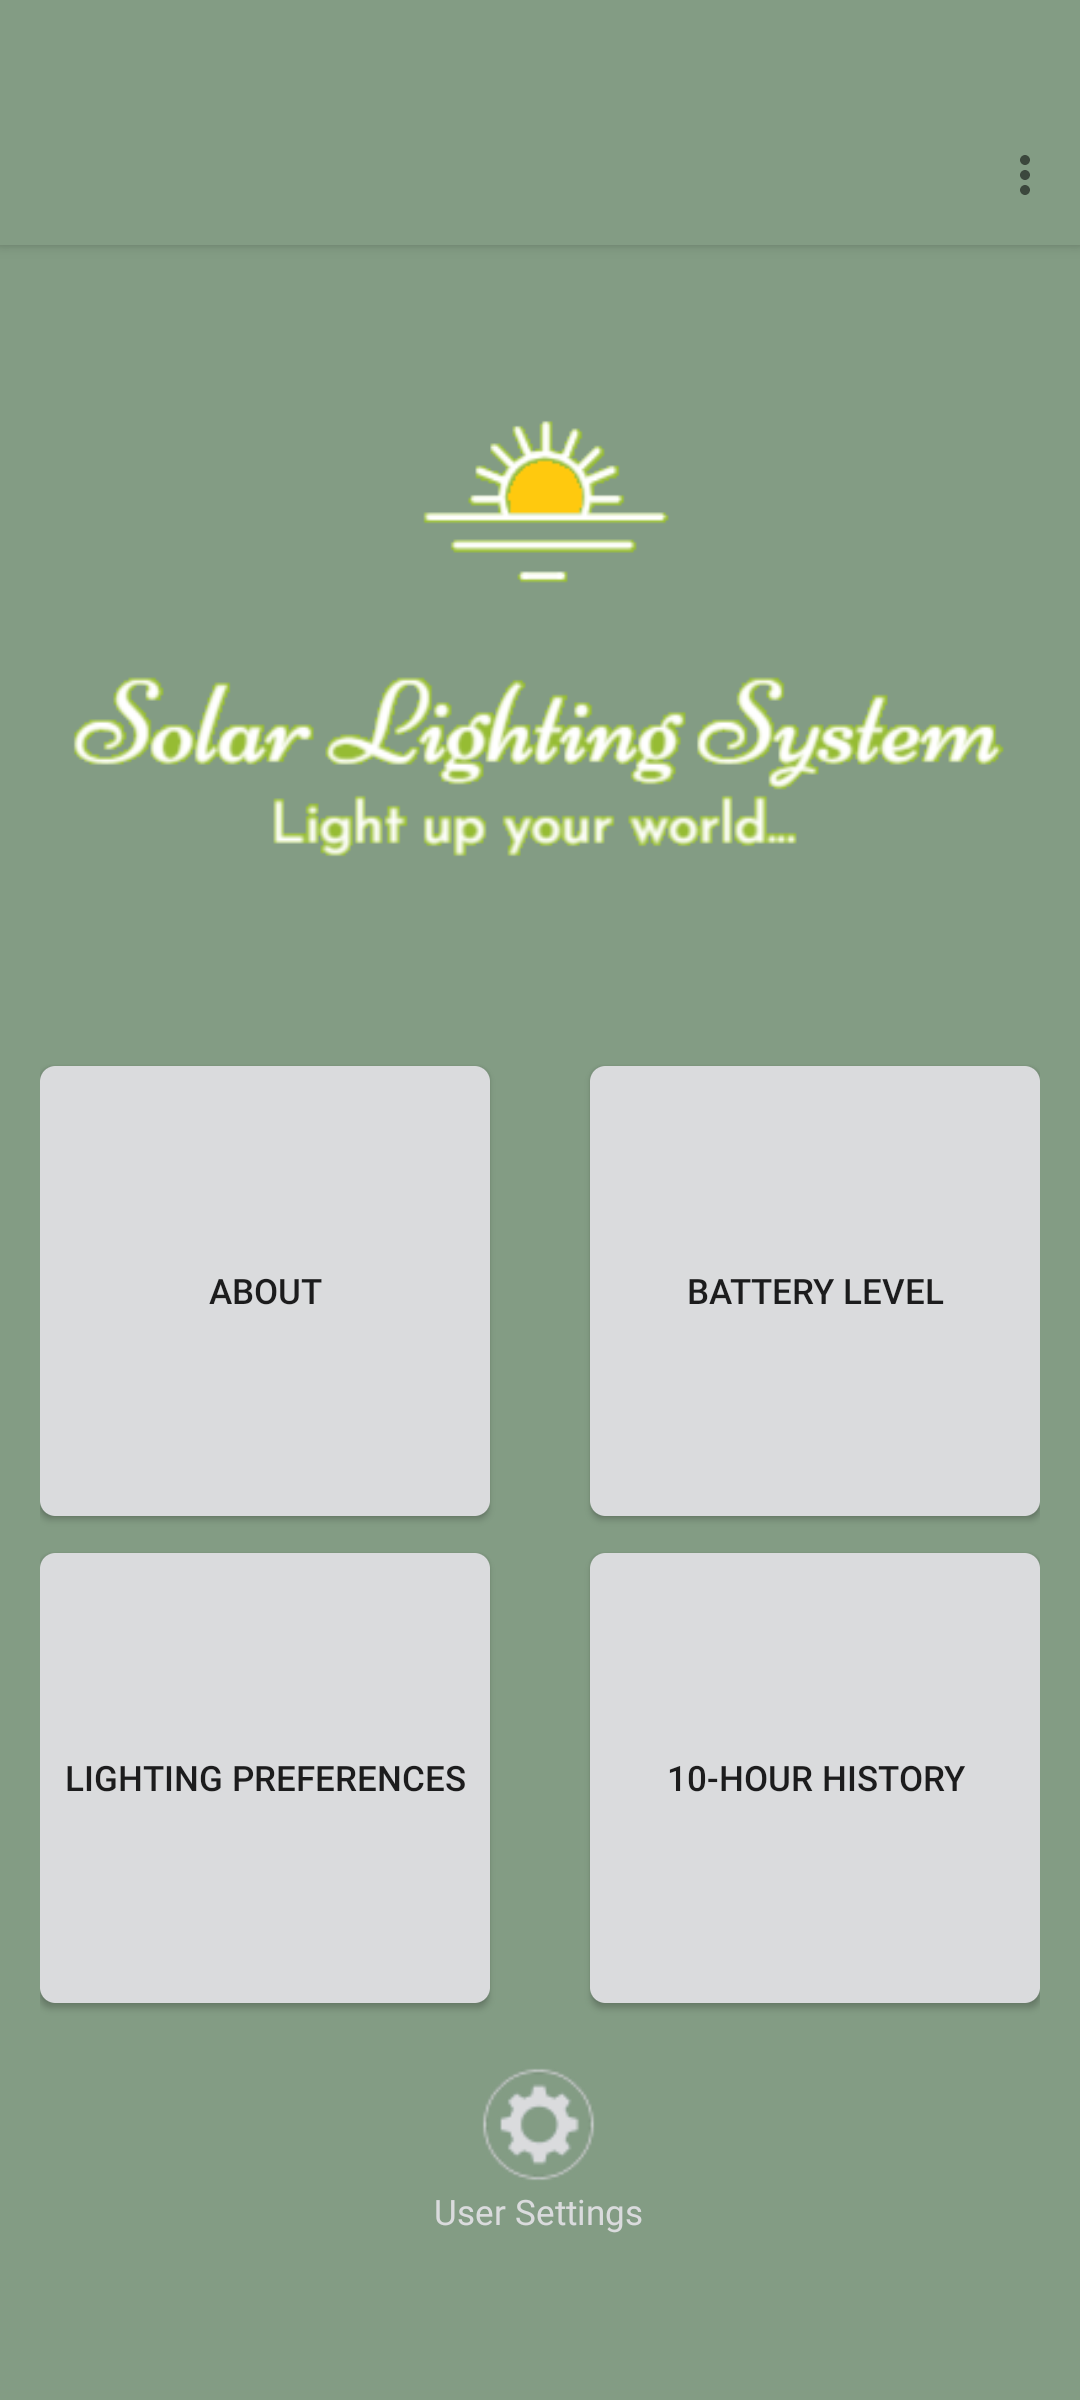 Solar Lighting System
Light up your world...
ABOUT
BATTERY LEVEL
LIGHTING PREFERENCES
10-HOUR HISTORY
User Settings